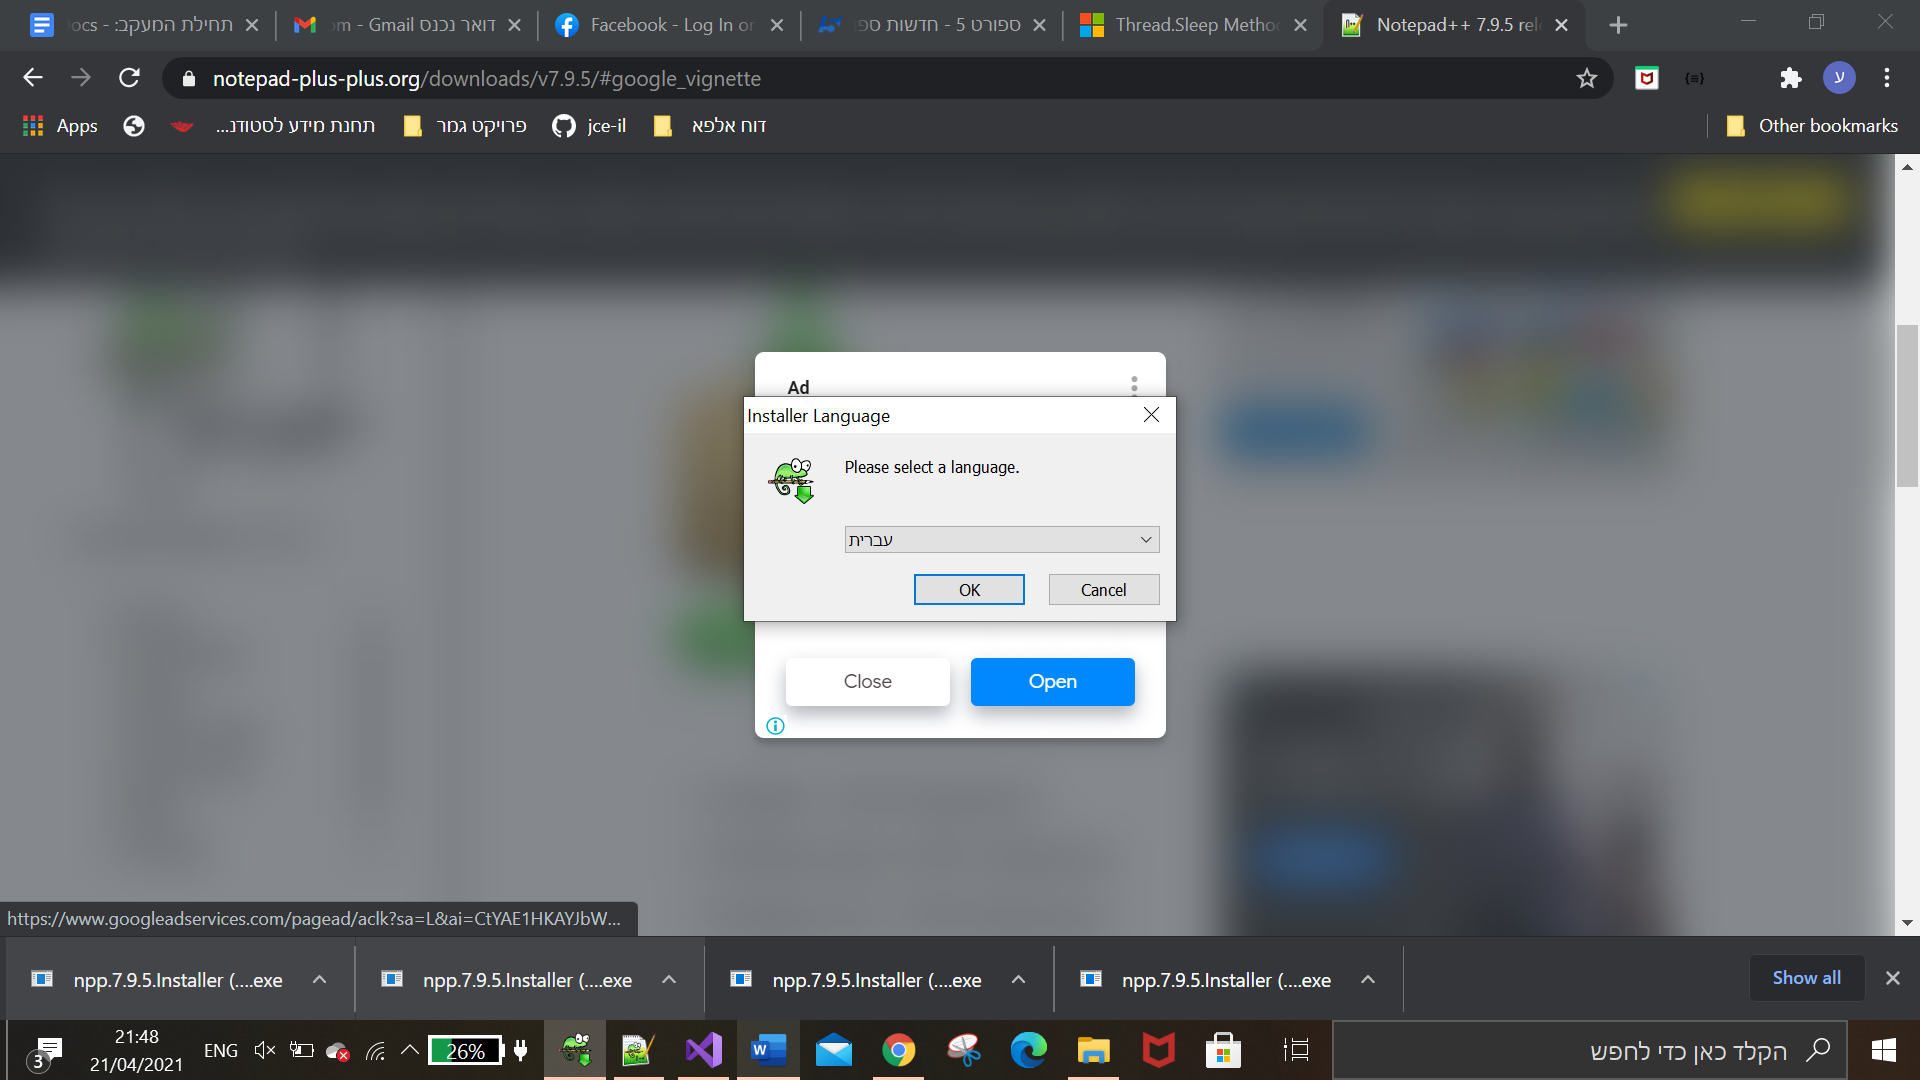 ocs - תחילת המעקב:
דואר נכנס - Gmail
Facebook - Log In or
ספורט 5 - חדשות ספו
Thread.Sleep Metho
Notepad++ 7.9.5 rel
notepad-plus-plus.org/downloads/v7.9.5/#google_vignette
ע
Apps
תחנת מידע לסטודנ...
פרויקט גמר
jce-il
דוח אלפא
Other bookmarks
Ad
Installer Language
Please select a language.
עברית
OK
Cancel
Close
Open
https://www.googleadservices.com/pagead/aclk?sa=L&ai=CtYAE1HKAYJbW...
npp.7.9.5.Installer (....exe
npp.7.9.5.Installer (....exe
npp.7.9.5.Installer (....exe
npp.7.9.5.Installer (....exe
Show all
3
21:48
21/04/2021
ENG
26%
הקלד כאן כדי לחפש